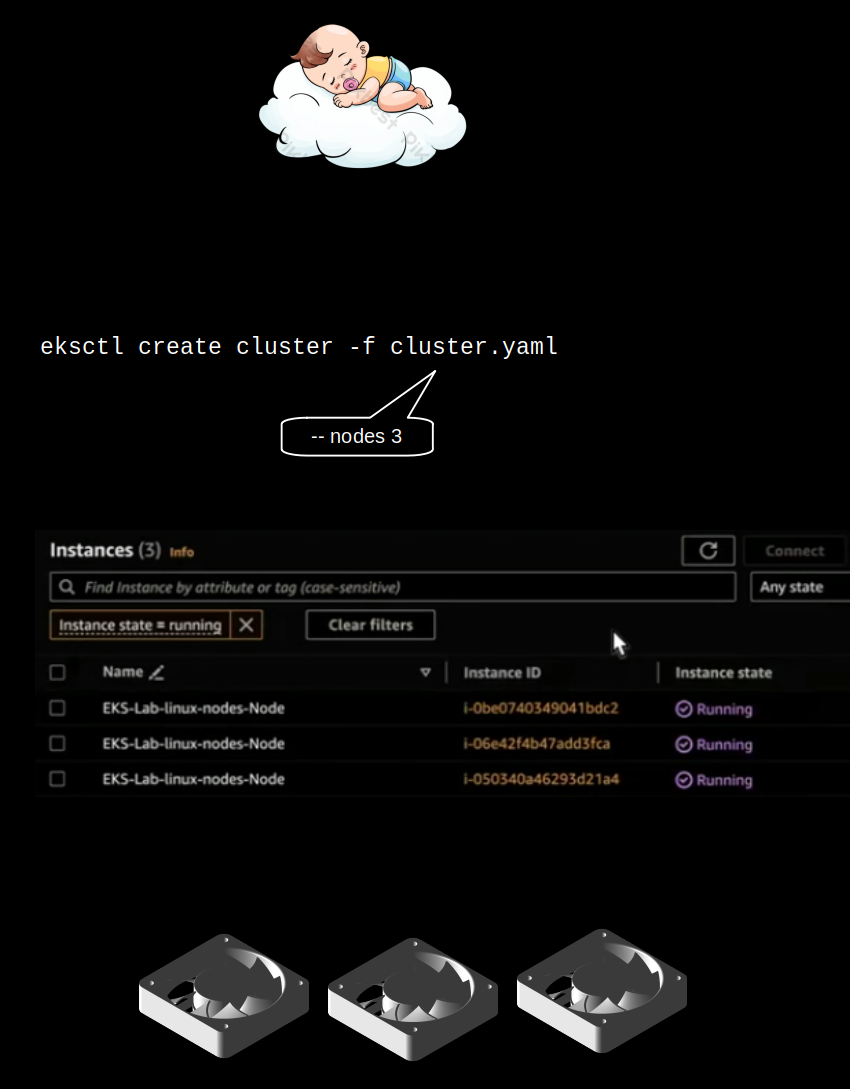 eksctl create cluster -f cluster.yaml
-- nodes 3
Instances (3) Info
Connect
Find Instance by attribute or tag (case-sensitive)
Any state
Instance state = running
Clear filters
Name Instance ID Instance state
EKS-Lab-linux-nodes-Node i-0be0740349041bdc2 Running
EKS-Lab-linux-nodes-Node i-06e42f4b47add3fca Running
EKS-Lab-linux-nodes-Node i-050340a46293d21a4 Running